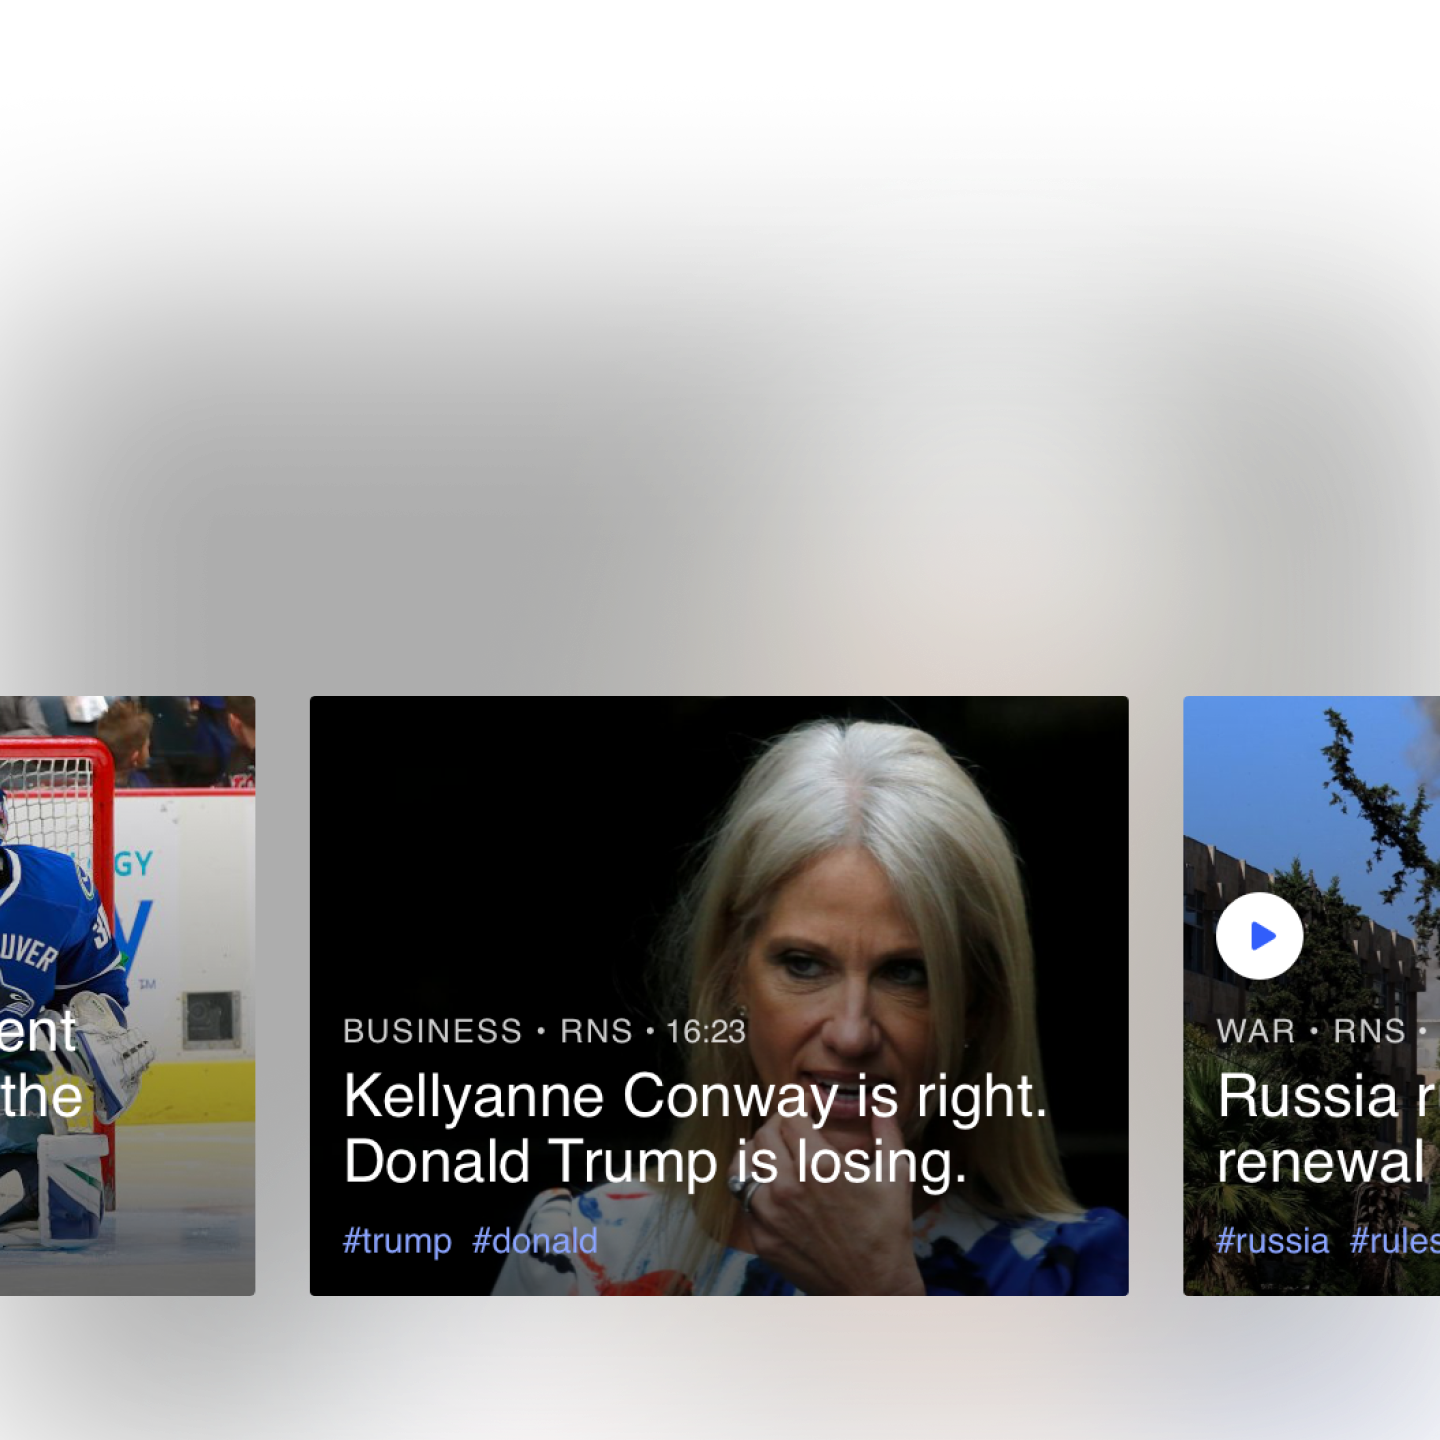 GY
Y
™
UVER
ent
the
BUSINESS • RNS • 16:23
Kellyanne Conway is right.
Donald Trump is losing.
#trump #donald
WAR • RNS •
Russia r
renewal
#russia #rules